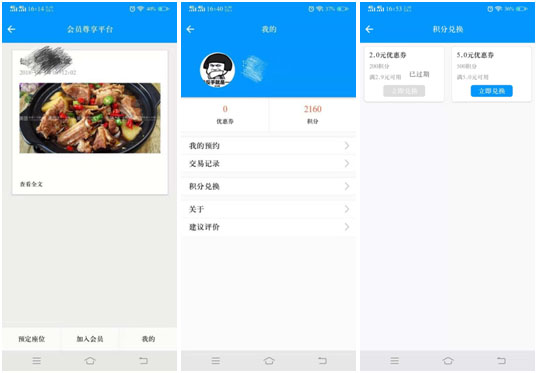 16:14
40%
会员尊享平台
查看全文
预定座位
加入会员
我的
16:40
17%
我的
0
2160
优惠券
积分
我的预约
交易记录
积分兑换
关于
建议评价
16:53
36%
积分兑换
2.0元优惠券
200积分
满2.0元可用
已过期
立即兑换
5.0元优惠券
500积分
满5.0元可用
立即兑换